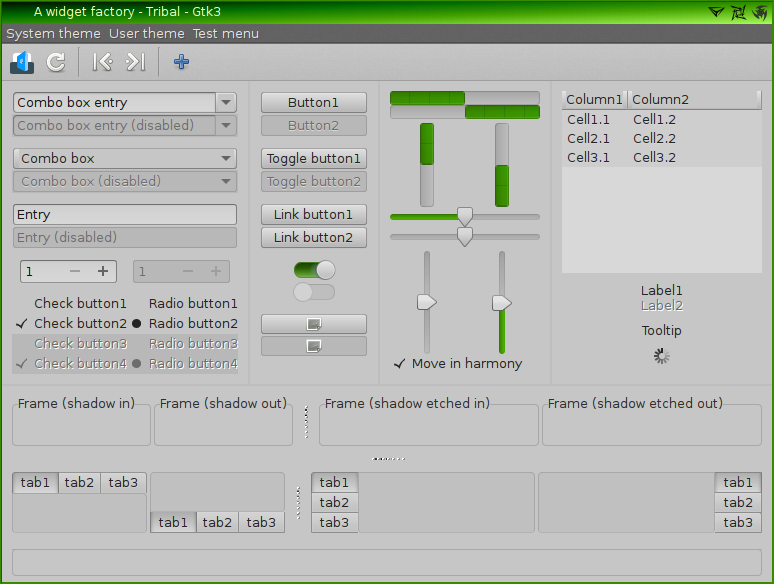 A widget factory - Tribal - Gtk3
System theme User theme Test menu
Combo box entry
Combo box entry (disabled)
Combo box
Combo box (disabled)
Entry
Entry (disabled)
1 − + 1 − +
Check button1 Radio button1
Check button2 Radio button2
Check button3 Radio button3
Check button4 Radio button4
Button1
Button2
Toggle button1
Toggle button2
Link button1
Link button2
Move in harmony
Column1 Column2
Cell1.1 Cell1.2
Cell2.1 Cell2.2
Cell3.1 Cell3.2
Label1
Label2
Tooltip
Frame (shadow in) Frame (shadow out) Frame (shadow etched in) Frame (shadow etched out)
tab1 tab2 tab3
tab1 tab2 tab3
tab1
tab2
tab3
tab1
tab2
tab3